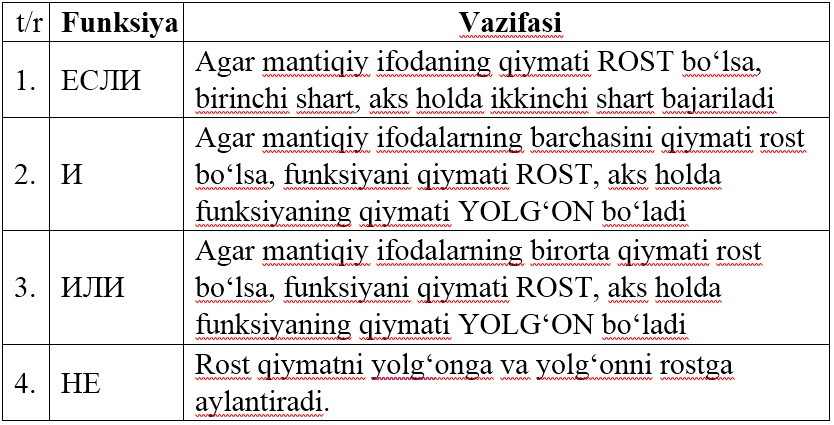 t/r Funksiya Vazifasi
1. ЕСЛИ Agar mantiqiy ifodaning qiymati ROST bo‘lsa,
birinchi shart, aks holda ikkinchi shart bajariladi
2. И Agar mantiqiy ifodalarning barchasini qiymati rost
bo‘lsa, funksiyani qiymati ROST, aks holda
funksiyaning qiymati YOLG‘ON bo‘ladi
3. ИЛИ Agar mantiqiy ifodalarning birorta qiymati rost
bo‘lsa, funksiyani qiymati ROST, aks holda
funksiyaning qiymati YOLG‘ON bo‘ladi
4. НЕ Rost qiymatni yolg‘onga va yolg‘onni rostga
aylantiradi.